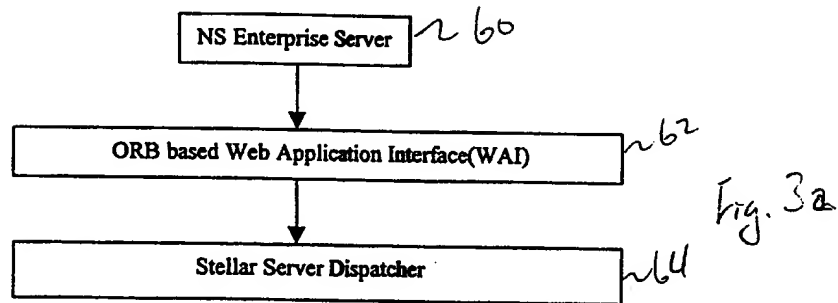 NS Enterprise Server 60
ORB based Web Application Interface(WAI) 62
Fig. 3a
Stellar Server Dispatcher 64